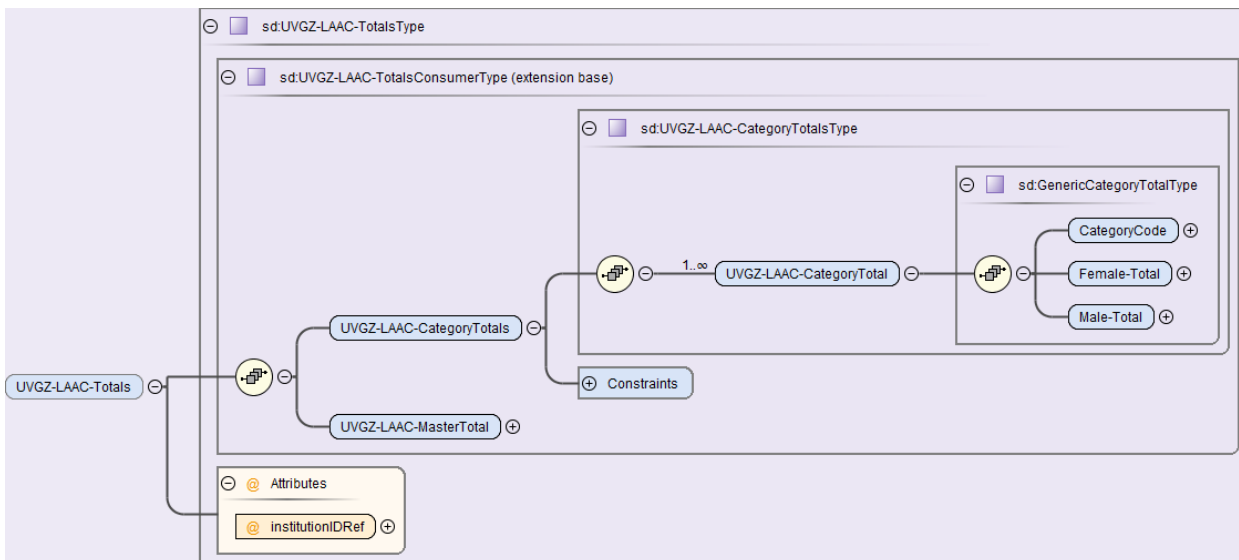 sd:UVGZ-LAAC-TotalsType
sd:UVGZ-LAAC-TotalsConsumerType (extension base)
sd:UVGZ-LAAC-CategoryTotalsType
sd:GenericCategoryTotalType
CategoryCode
1..∞
UVGZ-LAAC-CategoryTotal
Female-Total
Male-Total
UVGZ-LAAC-CategoryTotals
Constraints
UVGZ-LAAC-Totals
UVGZ-LAAC-MasterTotal
@ Attributes
@ institutionIDRef